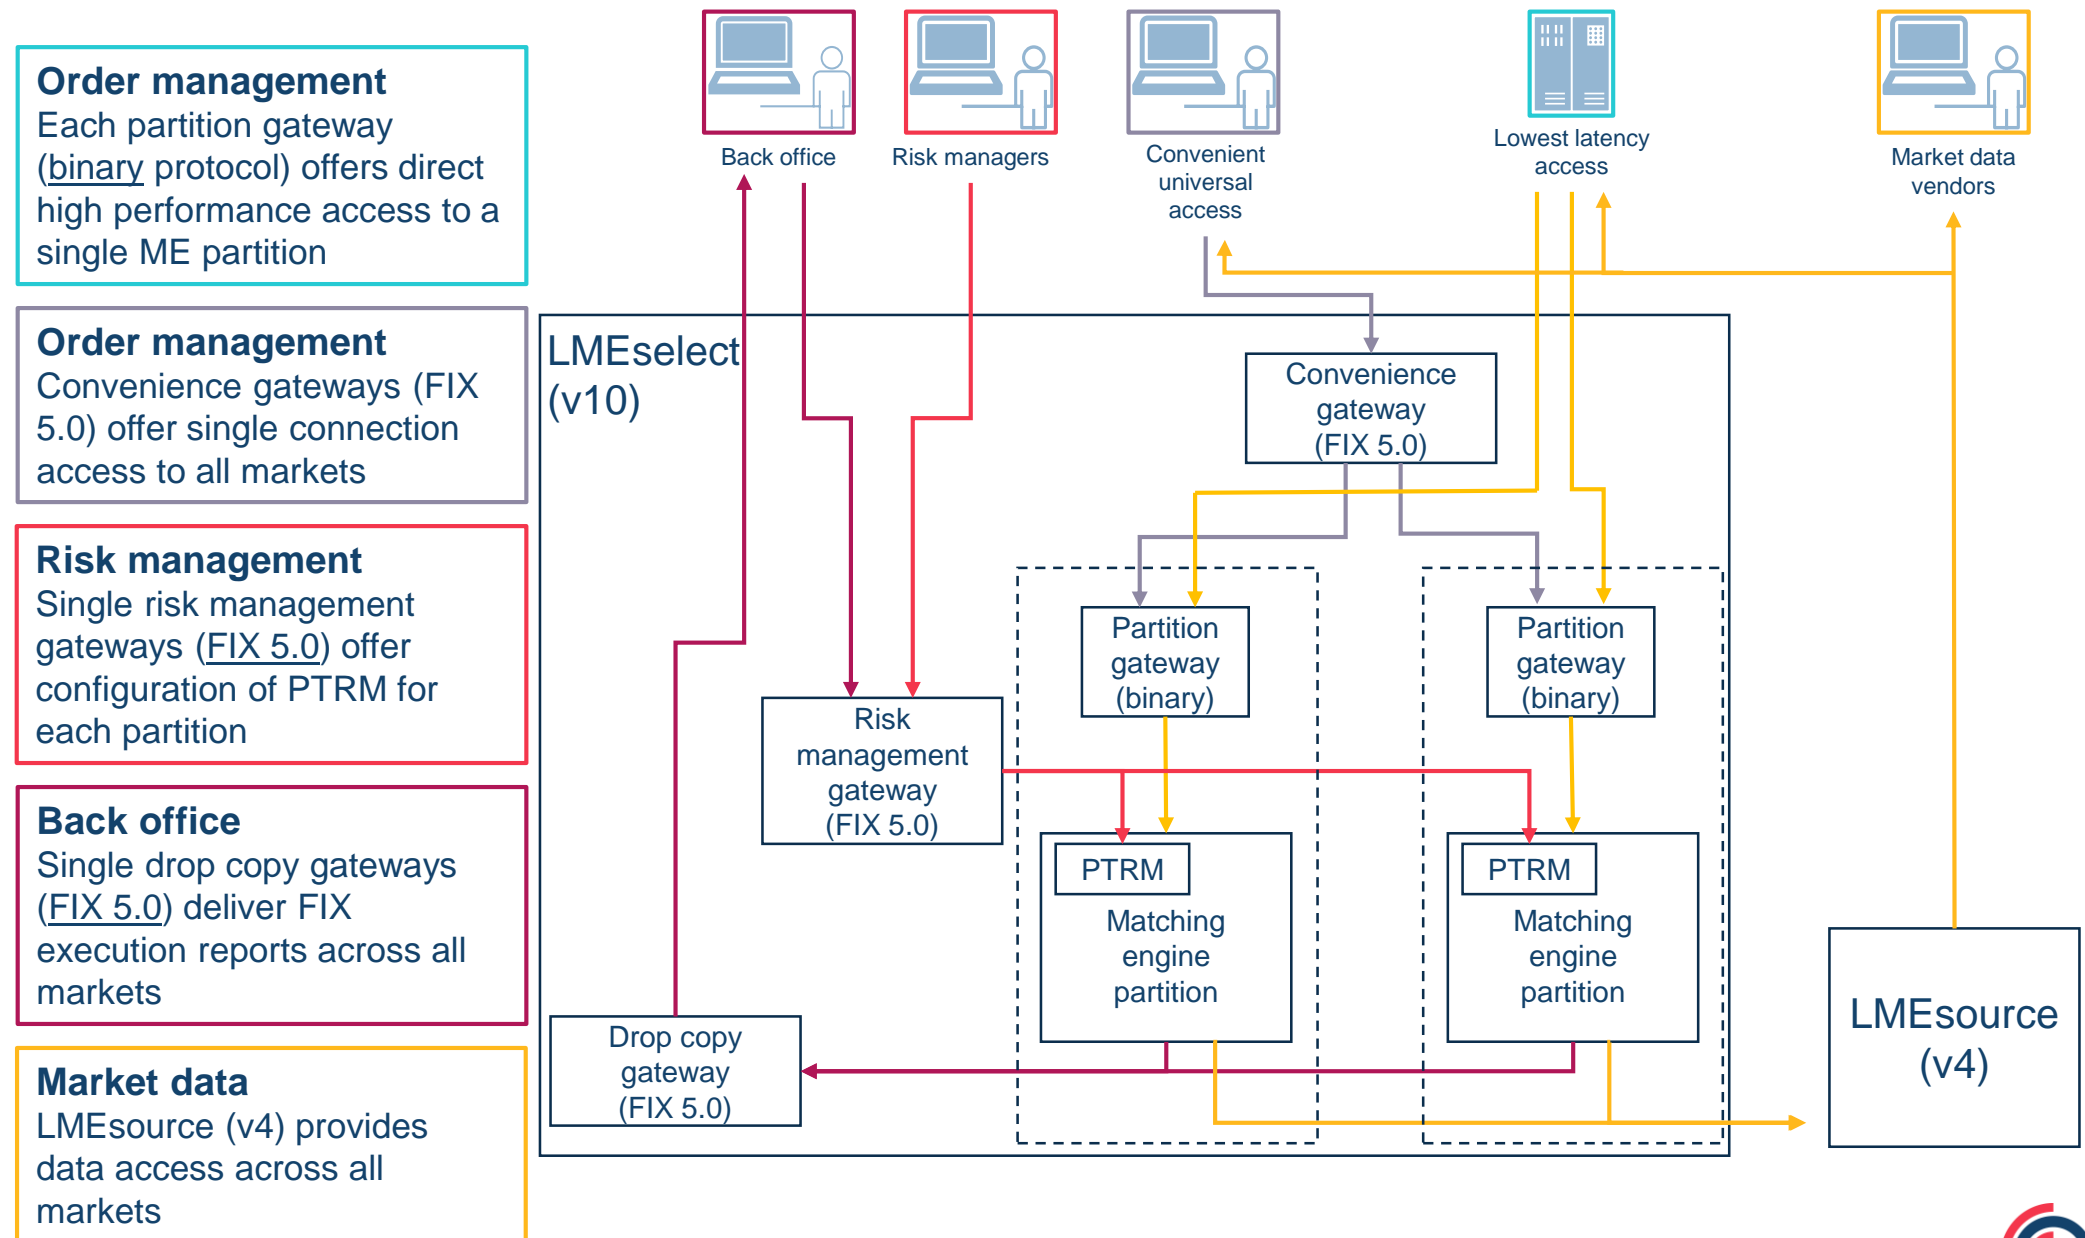 Order management
Each partition gateway
(binary protocol) offers direct
high performance access to a
single ME partition
Order management
Convenience gateways (FIX
5.0) offer single connection
access to all markets
Risk management
Single risk management
gateways (FIX 5.0) offer
configuration of PTRM for
each partition
Back office
Single drop copy gateways
(FIX 5.0) deliver FIX
execution reports across all
markets
Market data
LMEsource (v4) provides
data access across all
markets
Back office
Risk managers
Convenient
universal
access
Lowest latency
access
Market data
vendors
LMEselect
(v10)
Convenience
gateway
(FIX 5.0)
Partition
gateway
(binary)
Partition
gateway
(binary)
Risk
management
gateway
(FIX 5.0)
PTRM
Matching
engine
partition
PTRM
Matching
engine
partition
Drop copy
gateway
(FIX 5.0)
LMEsource
(v4)